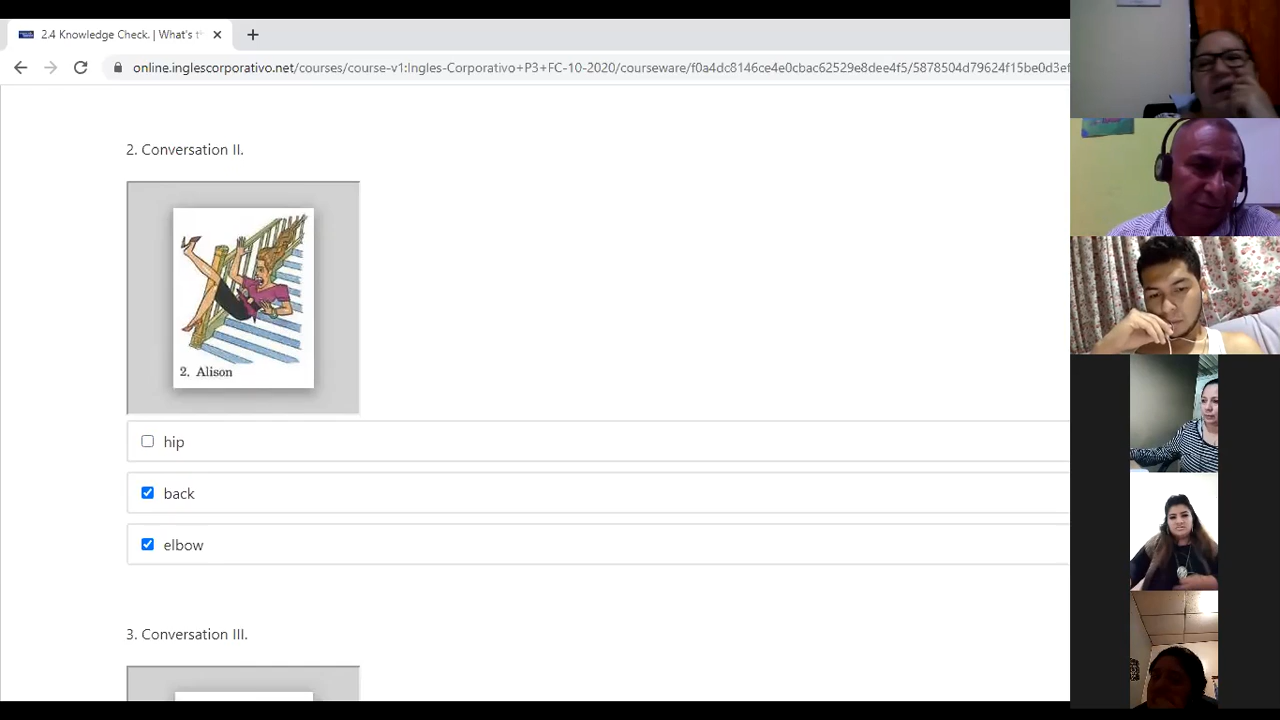 2.4 Knowledge Check. | What's t
online.inglescorporativo.net/courses/course-v1:Ingles-Corporativo+P3+FC-10-2020/courseware/f0a4dc8146ce4e0cbac62529e8dee4f5/5878504d79624f15be0d3ef
2. Conversation II.
2. Alison
hip
back
elbow
3. Conversation III.